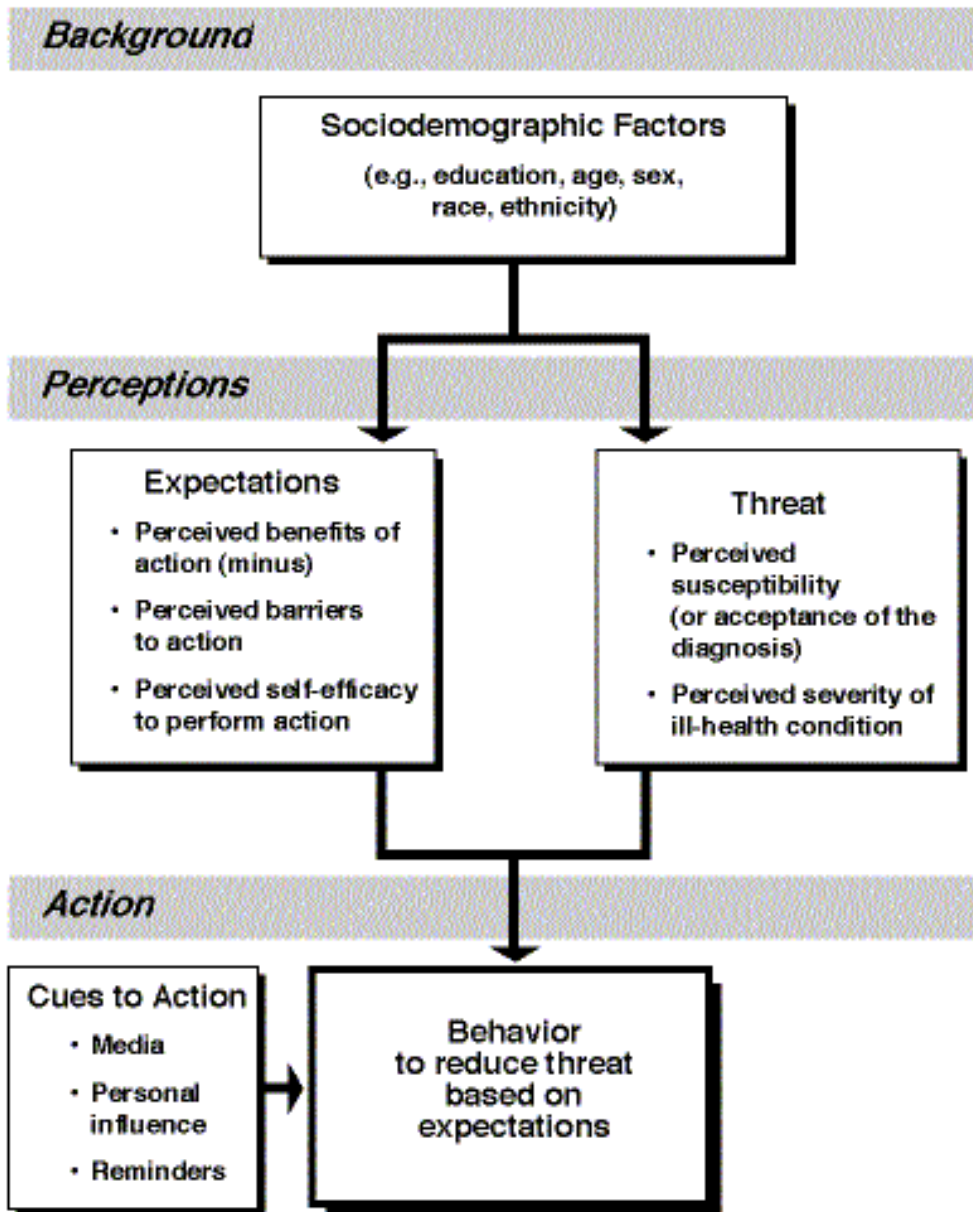 Background
Sociodemographic Factors
(e.g., education, age, sex,
race, ethnicity)
Perceptions
Expectations
• Perceived benefits of
action (minus)
• Perceived barriers
to action
• Perceived self-efficacy
to perform action
Threat
• Perceived
susceptibility
(or acceptance of the
diagnosis)
• Perceived severity of
ill-health condition
Action
Cues to Action
• Media
• Personal
influence
• Reminders
Behavior
to reduce threat
based on
expectations